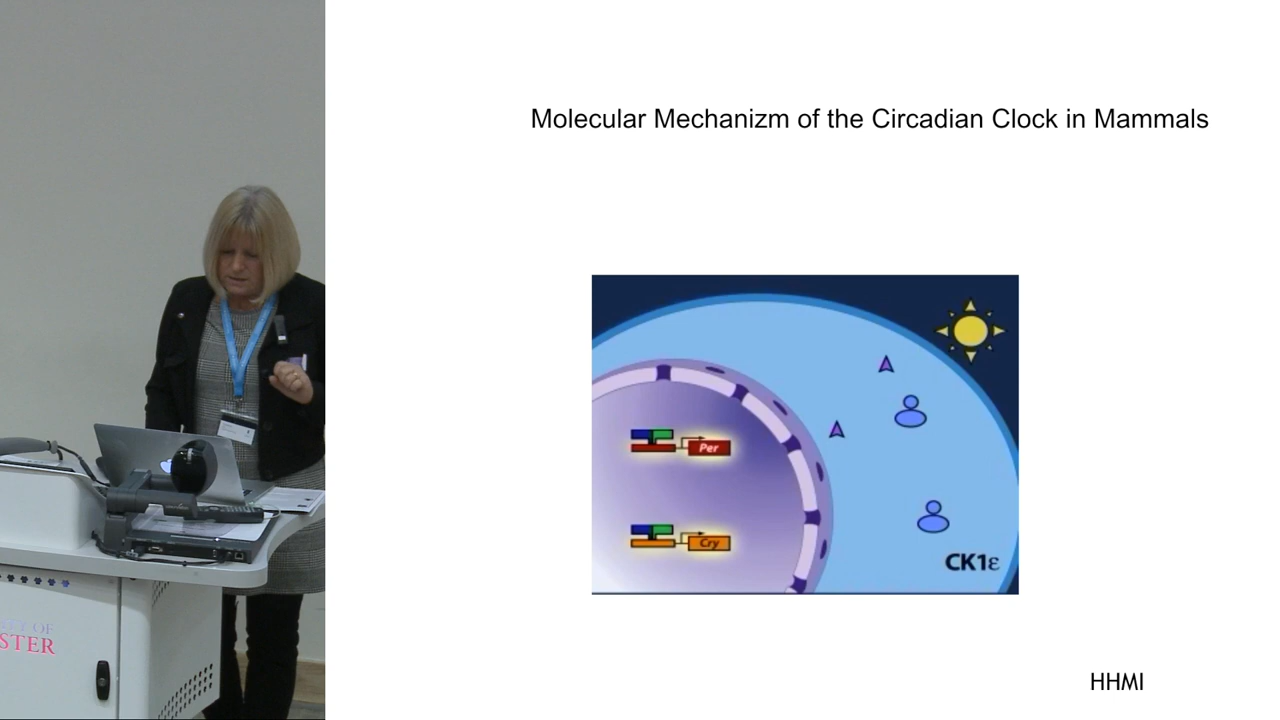 Molecular Mechanizm of the Circadian Clock in Mammals
Per
Cry
CK1ε
HHMI
STER